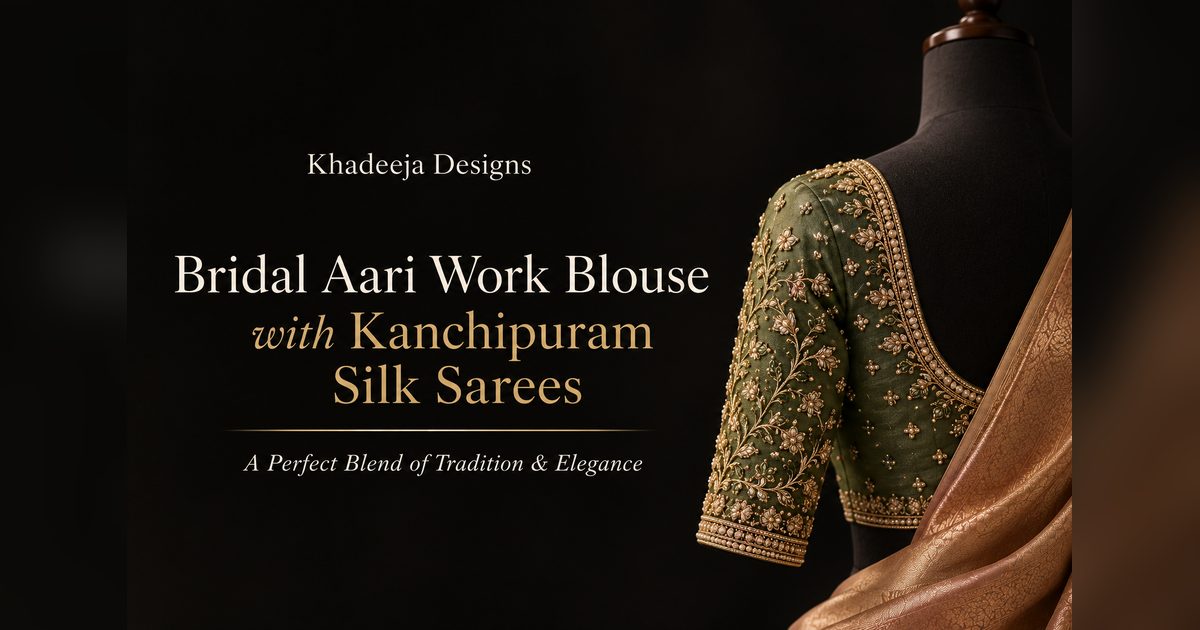 Khadeeja Designs
Bridal Aari Work Blouse
with Kanchipuram
Silk Sarees
A Perfect Blend of Tradition & Elegance